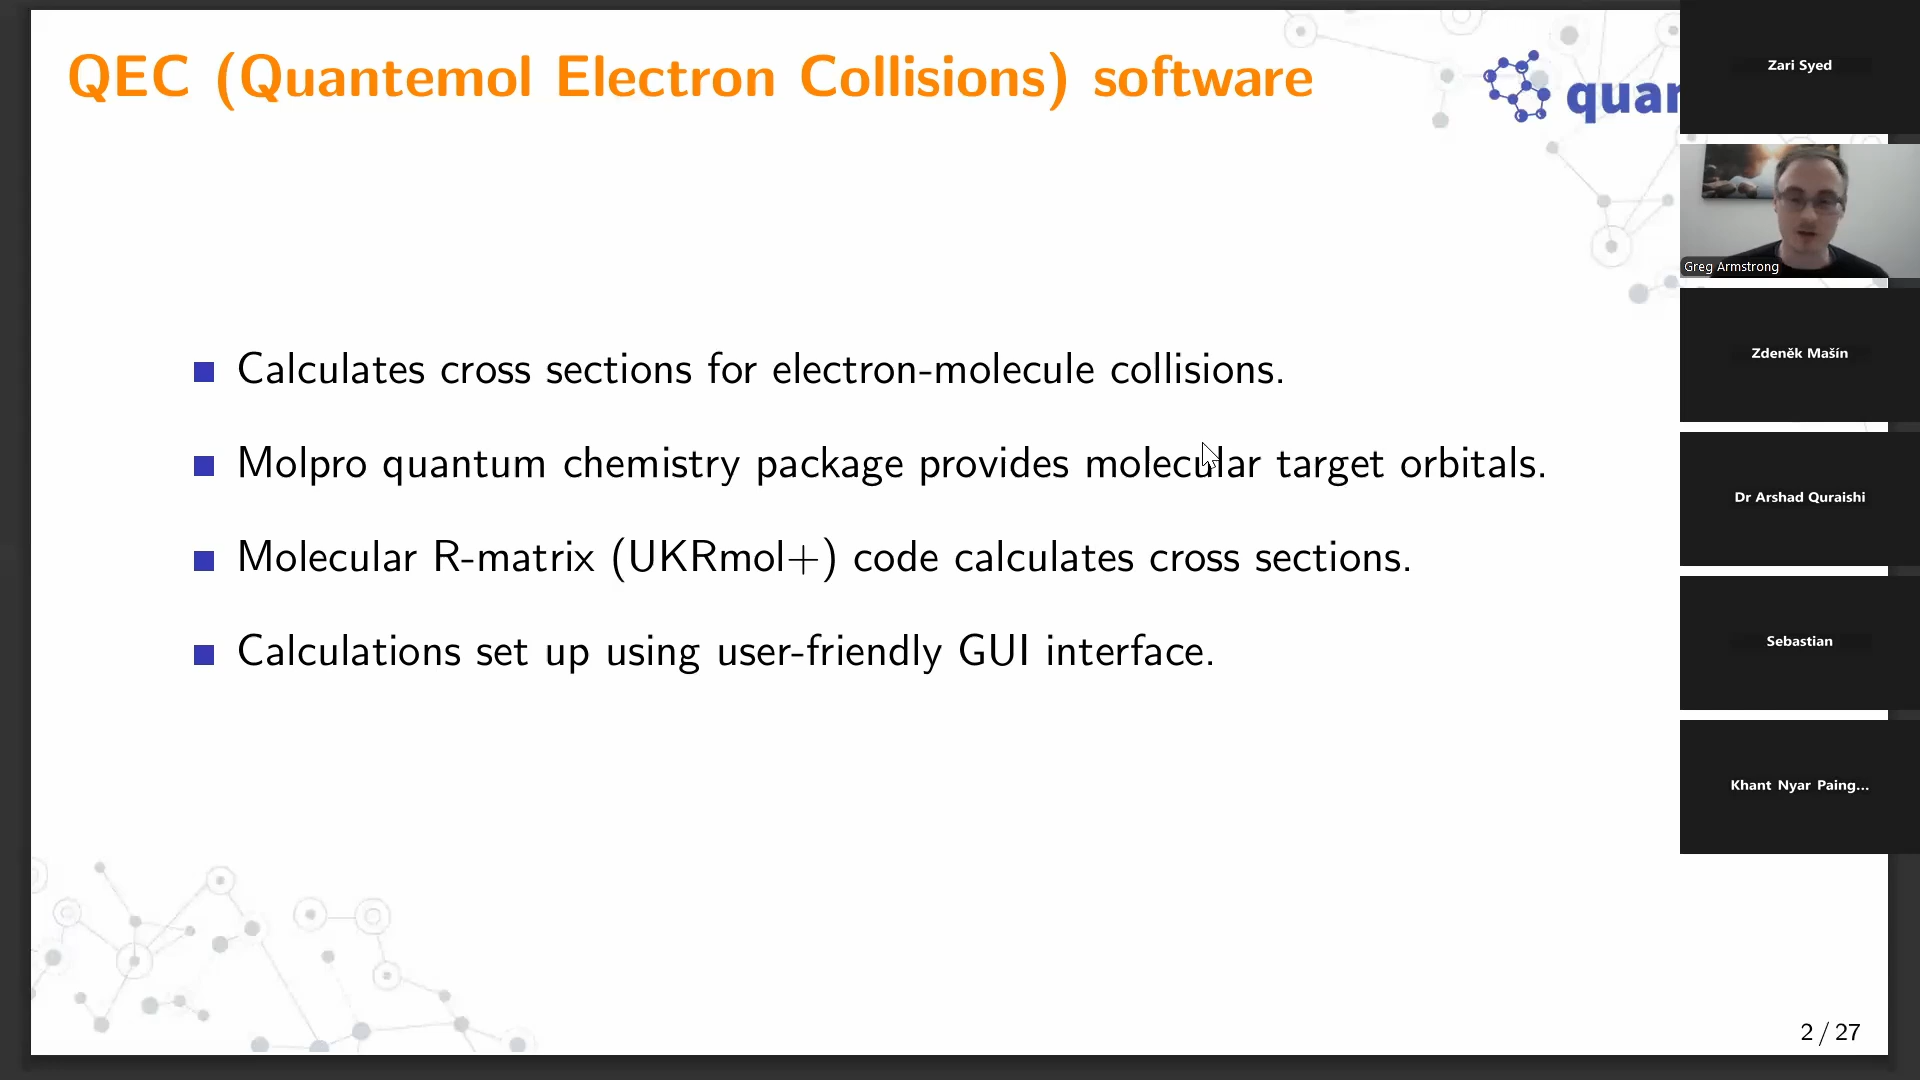 QEC (Quantemol Electron Collisions) software
quan
Calculates cross sections for electron-molecule collisions.
Molpro quantum chemistry package provides molecular target orbitals.
Molecular R-matrix (UKRmol+) code calculates cross sections.
Calculations set up using user-friendly GUI interface.
2 / 27
Zari Syed
Greg Armstrong
Zdeněk Mašín
Dr Arshad Quraishi
Sebastian
Khant Nyar Paing...